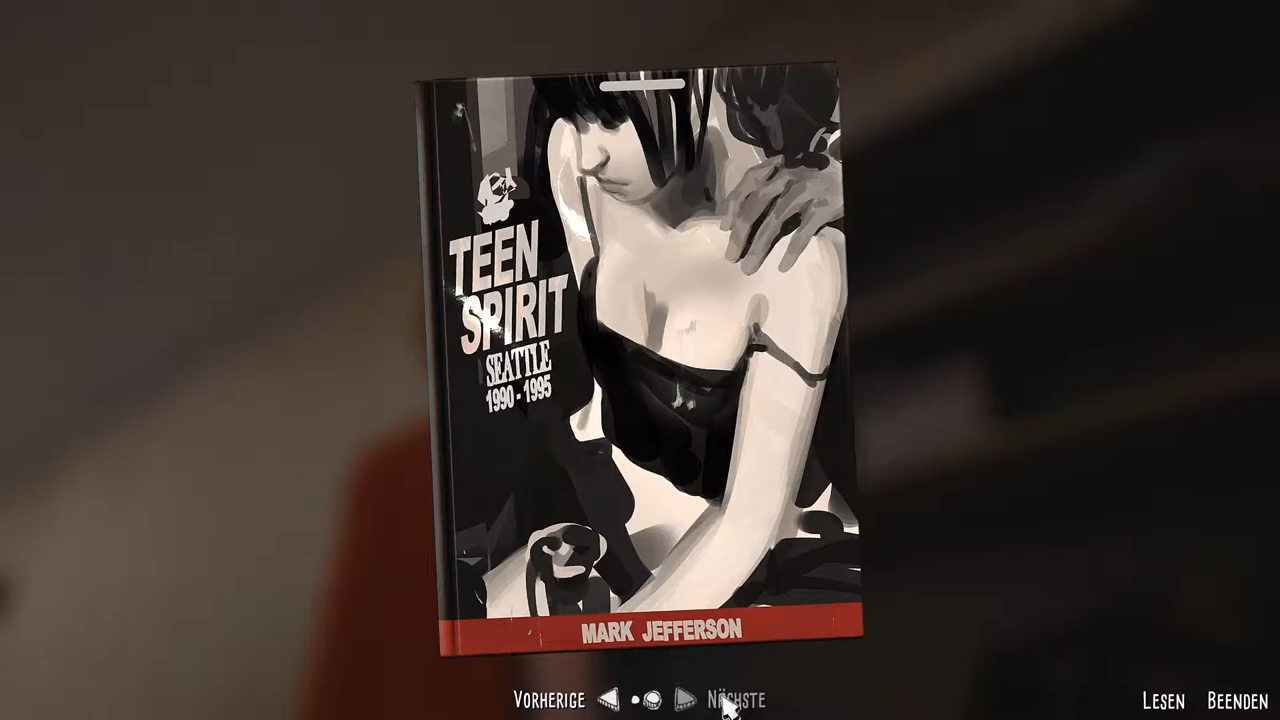 TEEN
SPIRIT
SEATTLE
1990 - 1995
MARK JEFFERSON
VORHERIGE
NÄCHSTE
LESEN
BEENDEN